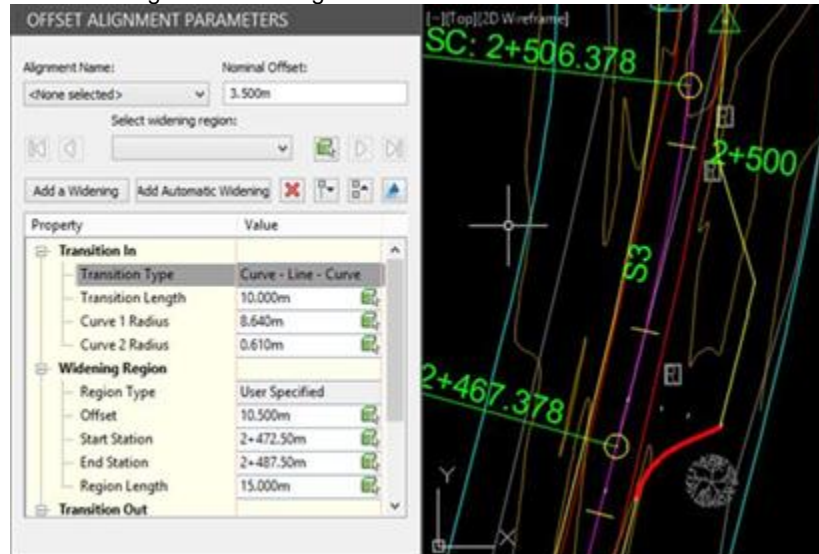 OFFSET ALIGNMENT PARAMETERS
Alignment Name:
Nominal Offset:
<None selected>
3.500m
Select widening region:
Add a Widening
Add Automatic Widening
Property
Value
Transition In
Transition Type
Curve - Line - Curve
Transition Length
10.000m
Curve 1 Radius
8.640m
Curve 2 Radius
0.610m
Widening Region
Region Type
User Specified
Offset
10.500m
Start Station
2+472.50m
End Station
2+487.50m
Region Length
15.000m
Transition Out
[-][Top][2D Wireframe]
SC: 2+506.378
2+500
S3
2+467.378
Y
X